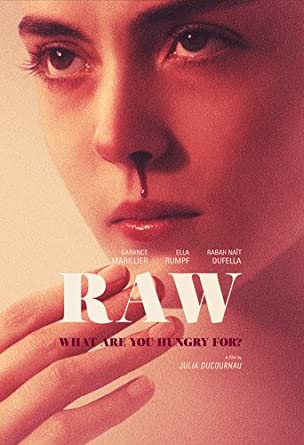 GARANCE ELLA RABAH NAÏT
MARILLIER RUMPF OUFELLA
RAW
WHAT ARE YOU HUNGRY FOR?
A film by
JULIA DUCOURNAU